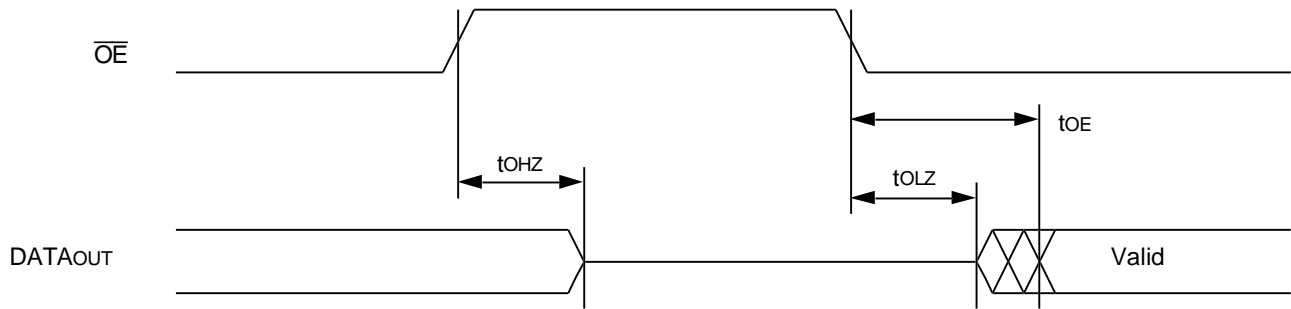 OE
tOE
tOHZ
tOLZ
DATAOUT
Valid